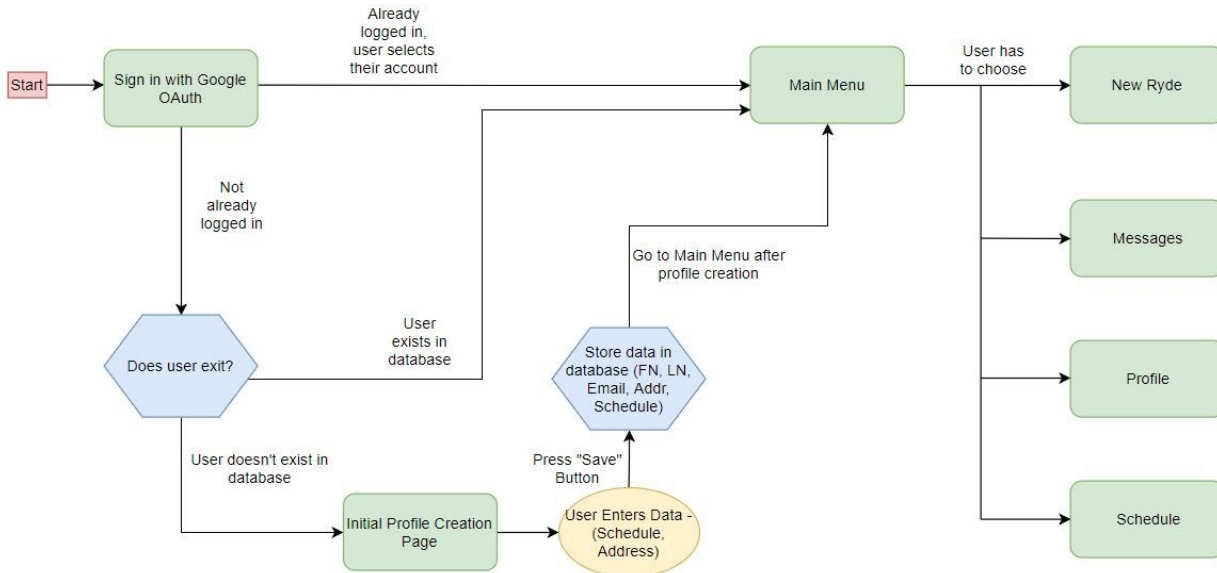 Already
logged in,
user selects
their account
User has
to choose
Start
Sign in with Google
OAuth
Main Menu
New Ryde
Not
already
logged in
Messages
Go to Main Menu after
profile creation
User
exists in
database
Does user exit?
Store data in
database (FN, LN,
Email, Addr,
Schedule)
Profile
User doesn't exist in
database
Press "Save"
Button
Initial Profile Creation
Page
User Enters Data -
(Schedule,
Address)
Schedule